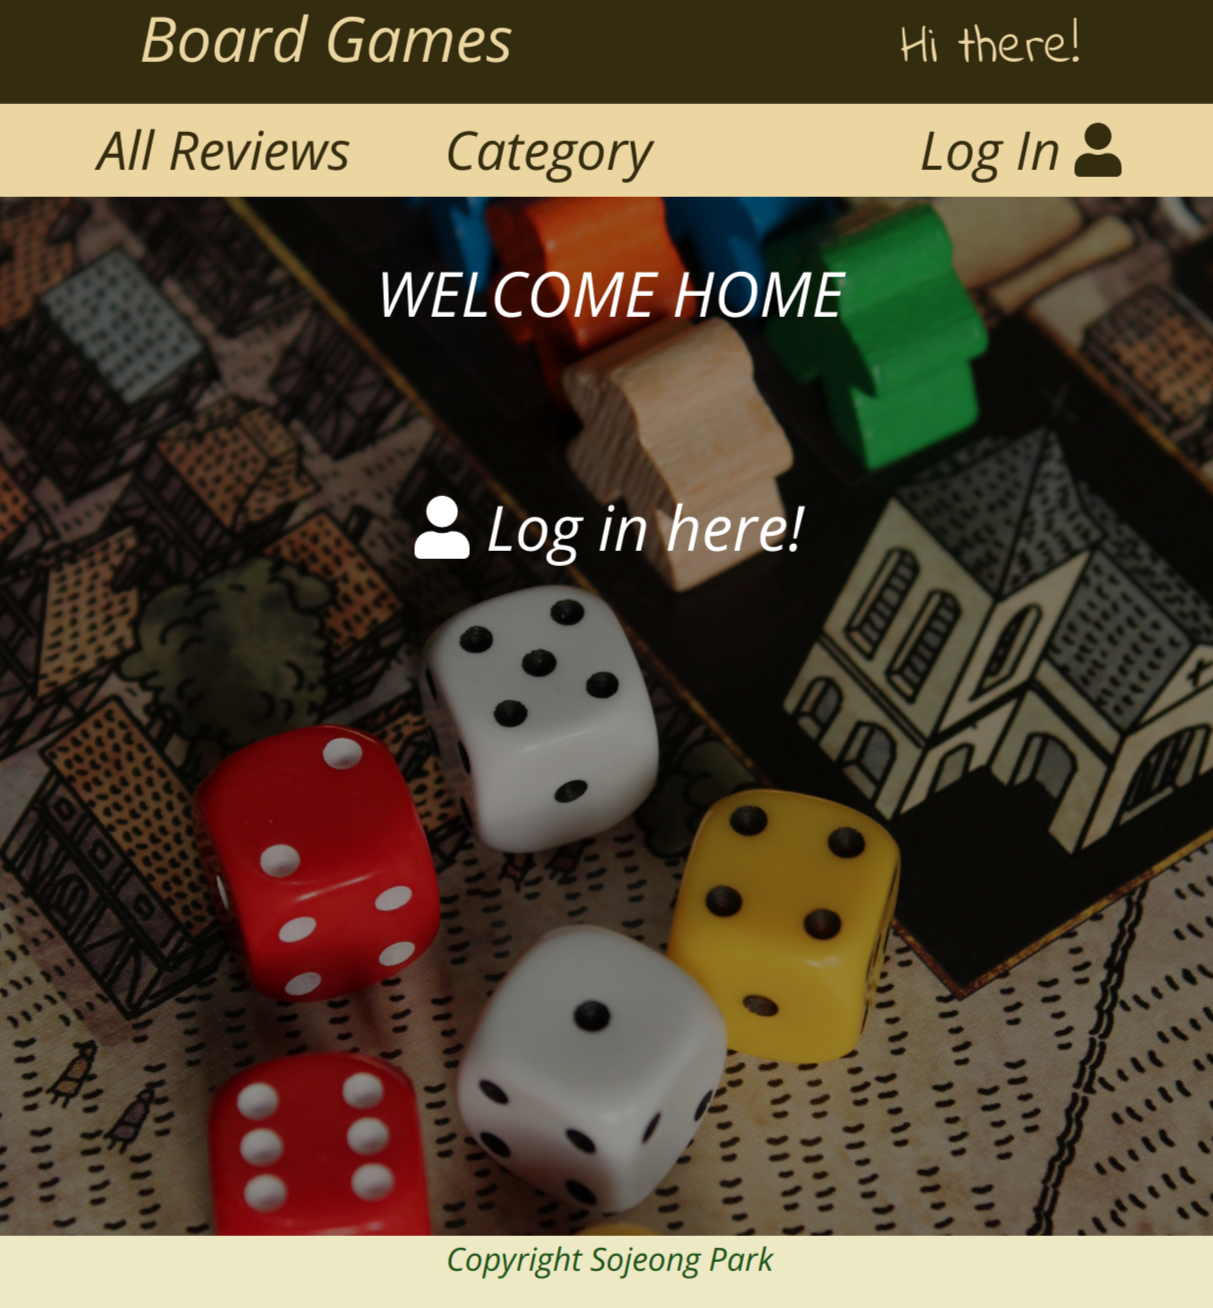 Board Games
Hi there!
All Reviews Category Log In
WELCOME HOME
Log in here!
Copyright Sojeong Park